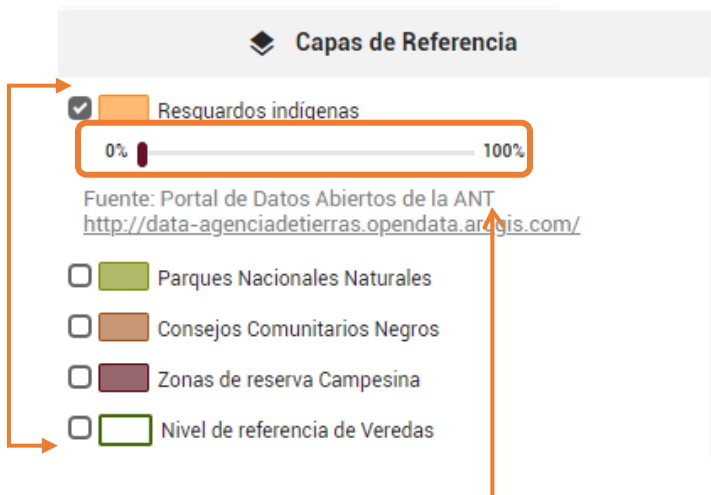 Capas de Referencia
Resguardos indígenas
0% 100%
Fuente: Portal de Datos Abiertos de la ANT
http://data-agenciadetierras.opendata.arcgis.com/
Parques Nacionales Naturales
Consejos Comunitarios Negros
Zonas de reserva Campesina
Nivel de referencia de Veredas